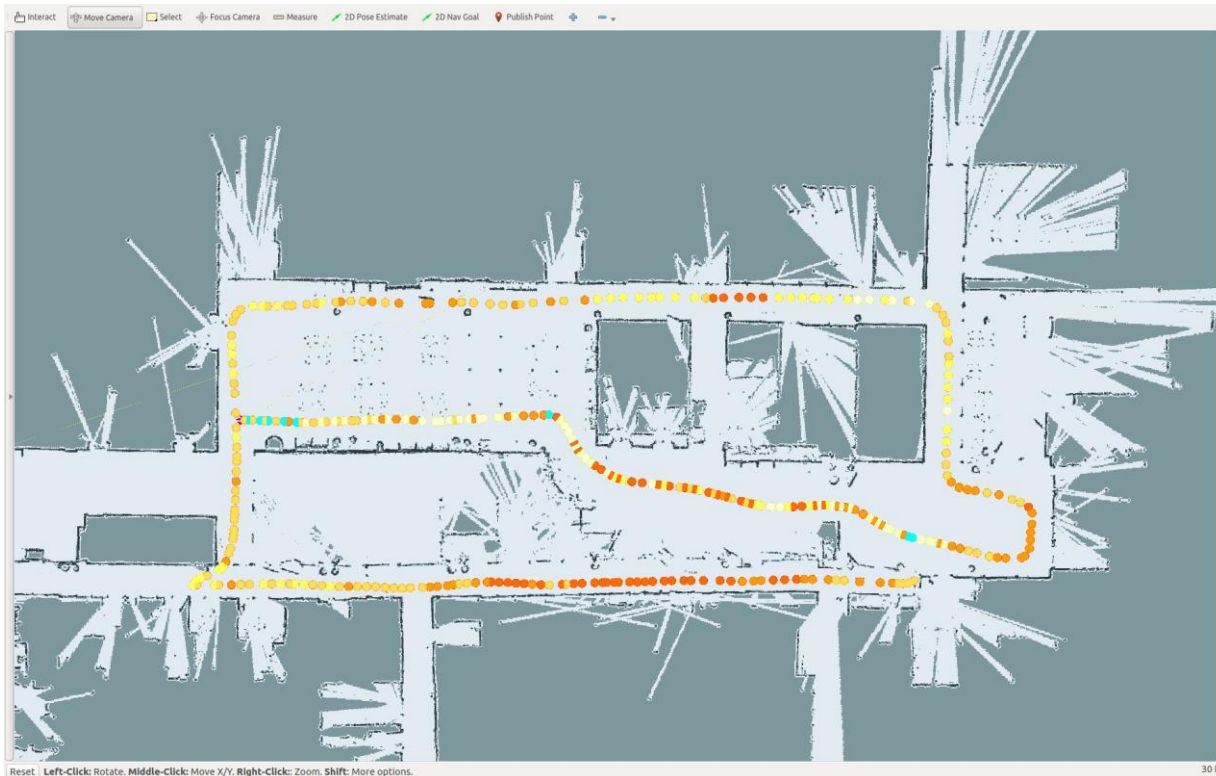 Interact Move Camera Select Focus Camera Measure 2D Pose Estimate 2D Nav Goal Publish Point
Reset Left-Click: Rotate. Middle-Click: Move X/Y. Right-Click:: Zoom. Shift: More options. 30